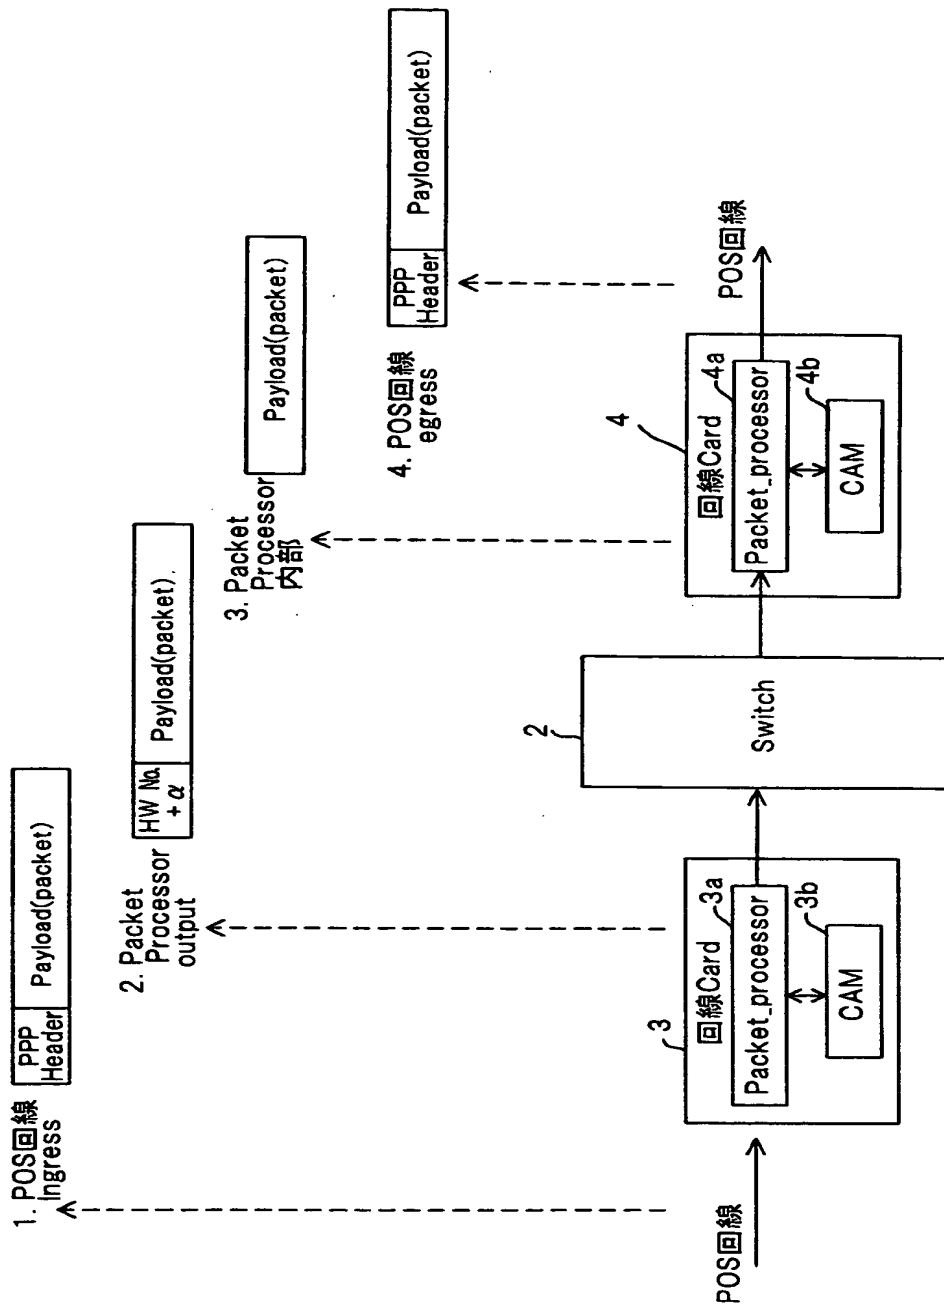 1. POS回線
Ingress
PPP
Header
Payload(packet)
2. Packet
Processor
output
HW No.
+ α
Payload(packet)
3. Packet
Processor
内部
Payload(packet)
4. POS回線
egress
PPP
Header
Payload(packet)
POS回線
3
回線Card
Packet_processor
3a
CAM
3b
2
Switch
4
回線Card
Packet_processor
4a
CAM
4b
POS回線